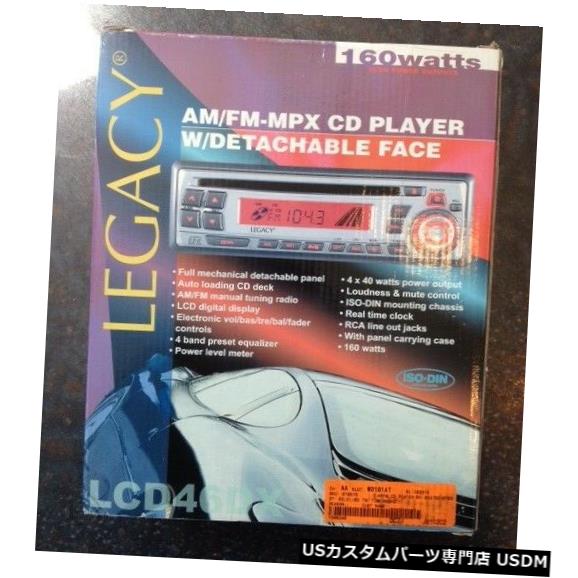 160watts
LEGACY®
AM/FM-MPX CD PLAYER
W/DETACHABLE FACE
104.3
LEGACY
• Full mechanical detachable panel
• Auto loading CD deck
• AM/FM manual tuning radio
• LCD digital display
• Electronic vol/bas/tre/bal/fader
controls
• 4 band preset equalizer
• Power level meter
• 4 x 40 watts power output
• Loudness & mute control
• ISO-DIN mounting chassis
• Real time clock
• RCA line out jacks
• With panel carrying case
• 160 watts
ISO-DIN
LCD46
USカスタムパーツ専門店 USDM